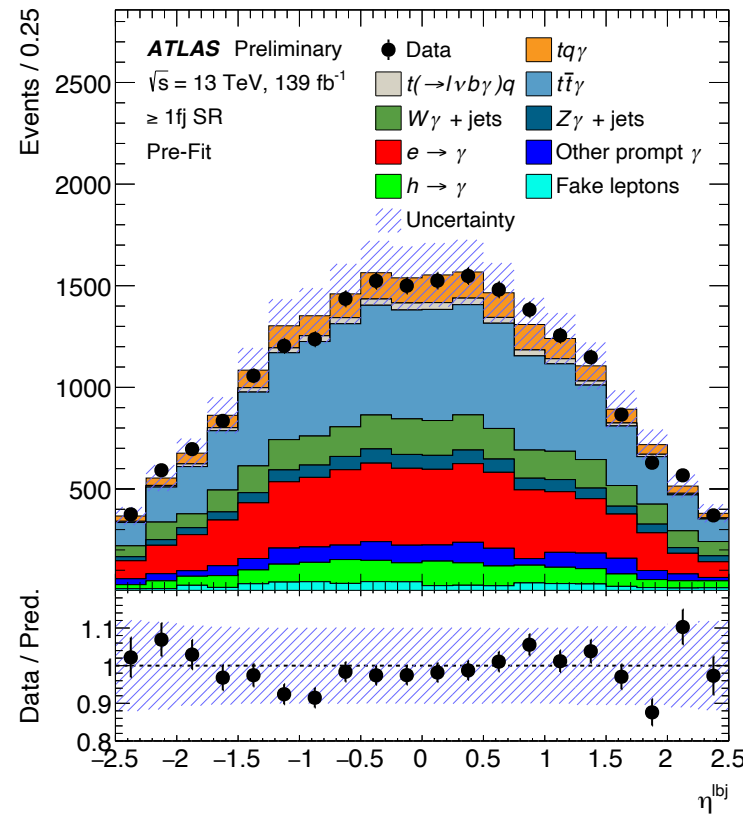 Events / 0.25
2500
2000
1500
1000
500
ATLAS Preliminary
√s = 13 TeV, 139 fb⁻¹
≥ 1fj SR
Pre-Fit
Data
t(→lνbγ)q
Wγ + jets
e → γ
h → γ
Uncertainty
tqγ
tt̄γ
Zγ + jets
Other prompt γ
Fake leptons
Data / Pred.
1.1
1
0.9
0.8
−2.5 −2 −1.5 −1 −0.5 0 0.5 1 1.5 2 2.5
η^lbj